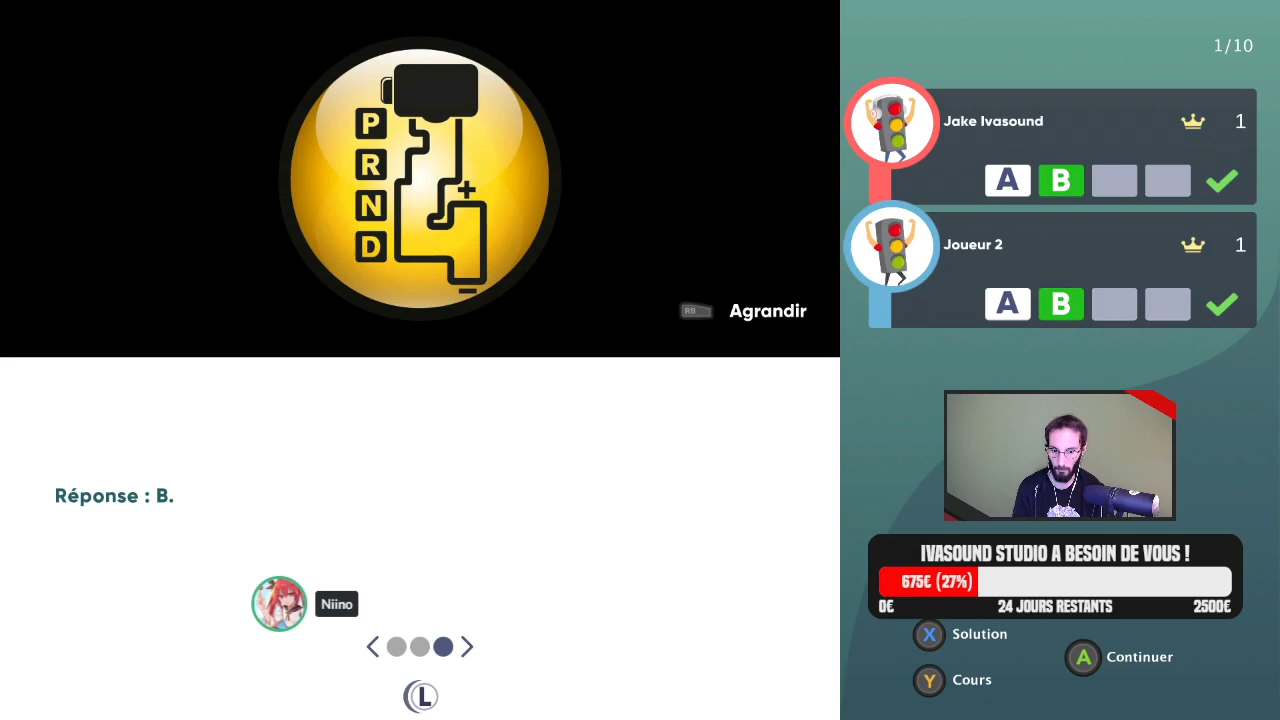 P
R
N
D
+
-
RB Agrandir
Réponse : B.
Niino
L
1/10
Jake Ivasound 1
A B
Joueur 2 1
A B
IVASOUND STUDIO A BESOIN DE VOUS !
675€ (27%)
0€ 24 JOURS RESTANTS 2500€
X Solution
A Continuer
Y Cours